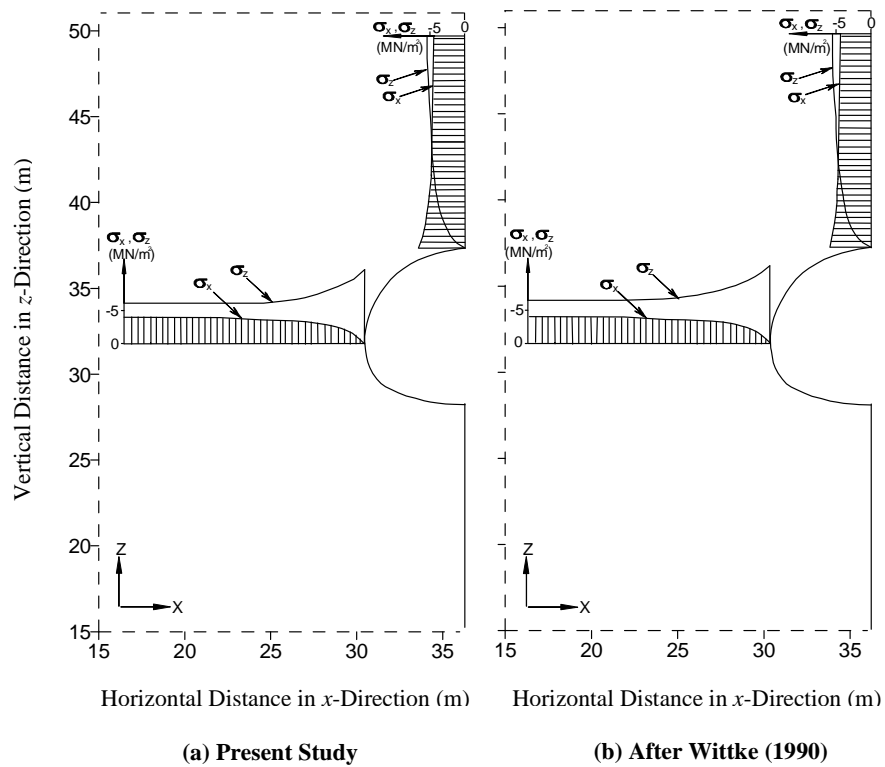 50
45
40
35
30
25
20
15
Vertical Distance in z-Direction (m)
σx ,σz -5 0
(MN/m²)
σz
σx
σx ,σz
(MN/m²)
σz
σx
-5
0
Z
X
15 20 25 30 35
Horizontal Distance in x-Direction (m)
(a) Present Study
σx ,σz -5 0
(MN/m²)
σz
σx
σx ,σz
(MN/m²)
σz
σx
-5
0
Z
X
15 20 25 30 35
Horizontal Distance in x-Direction (m)
(b) After Wittke (1990)